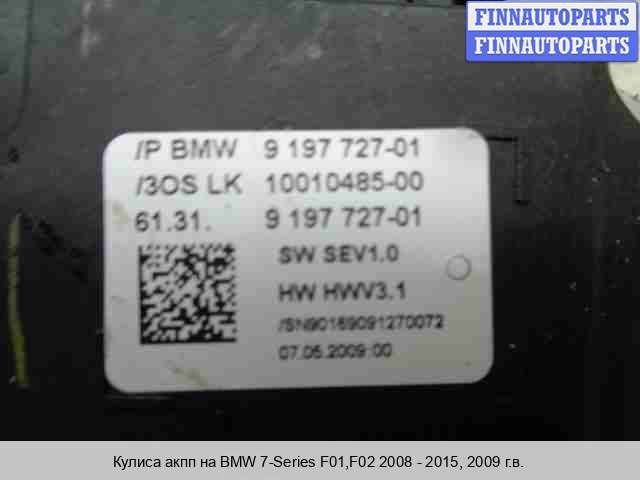 FINNAUTOPARTS
FINNAUTOPARTS
/P BMW 9 197 727-01
/3OS LK 10010485-00
61.31. 9 197 727-01
SW SEV1.0
HW HWV3.1
/SN90169091270072
07.05.2009:00
Кулиса акпп на BMW 7-Series F01,F02 2008 - 2015, 2009 г.в.